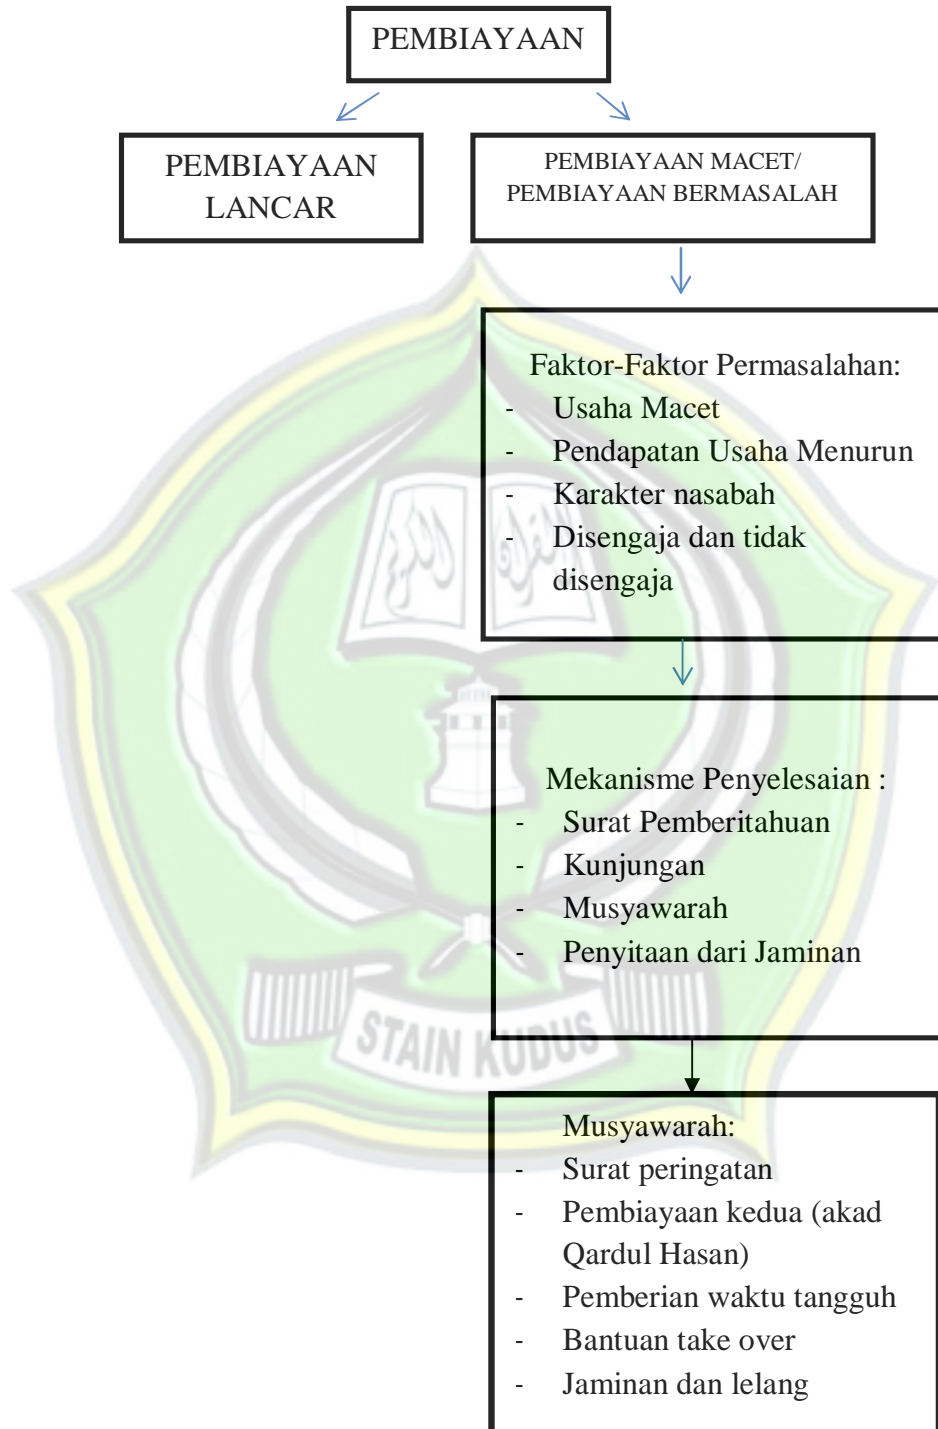 PEMBIAYAAN
PEMBIAYAAN
LANCAR
PEMBIAYAAN MACET/
PEMBIAYAAN BERMASALAH
Faktor-Faktor Permasalahan:
- Usaha Macet
- Pendapatan Usaha Menurun
- Karakter nasabah
- Disengaja dan tidak
disengaja
Mekanisme Penyelesaian :
- Surat Pemberitahuan
- Kunjungan
- Musyawarah
- Penyitaan dari Jaminan
STAIN KUDUS
Musyawarah:
- Surat peringatan
- Pembiayaan kedua (akad
Qardul Hasan)
- Pemberian waktu tangguh
- Bantuan take over
- Jaminan dan lelang